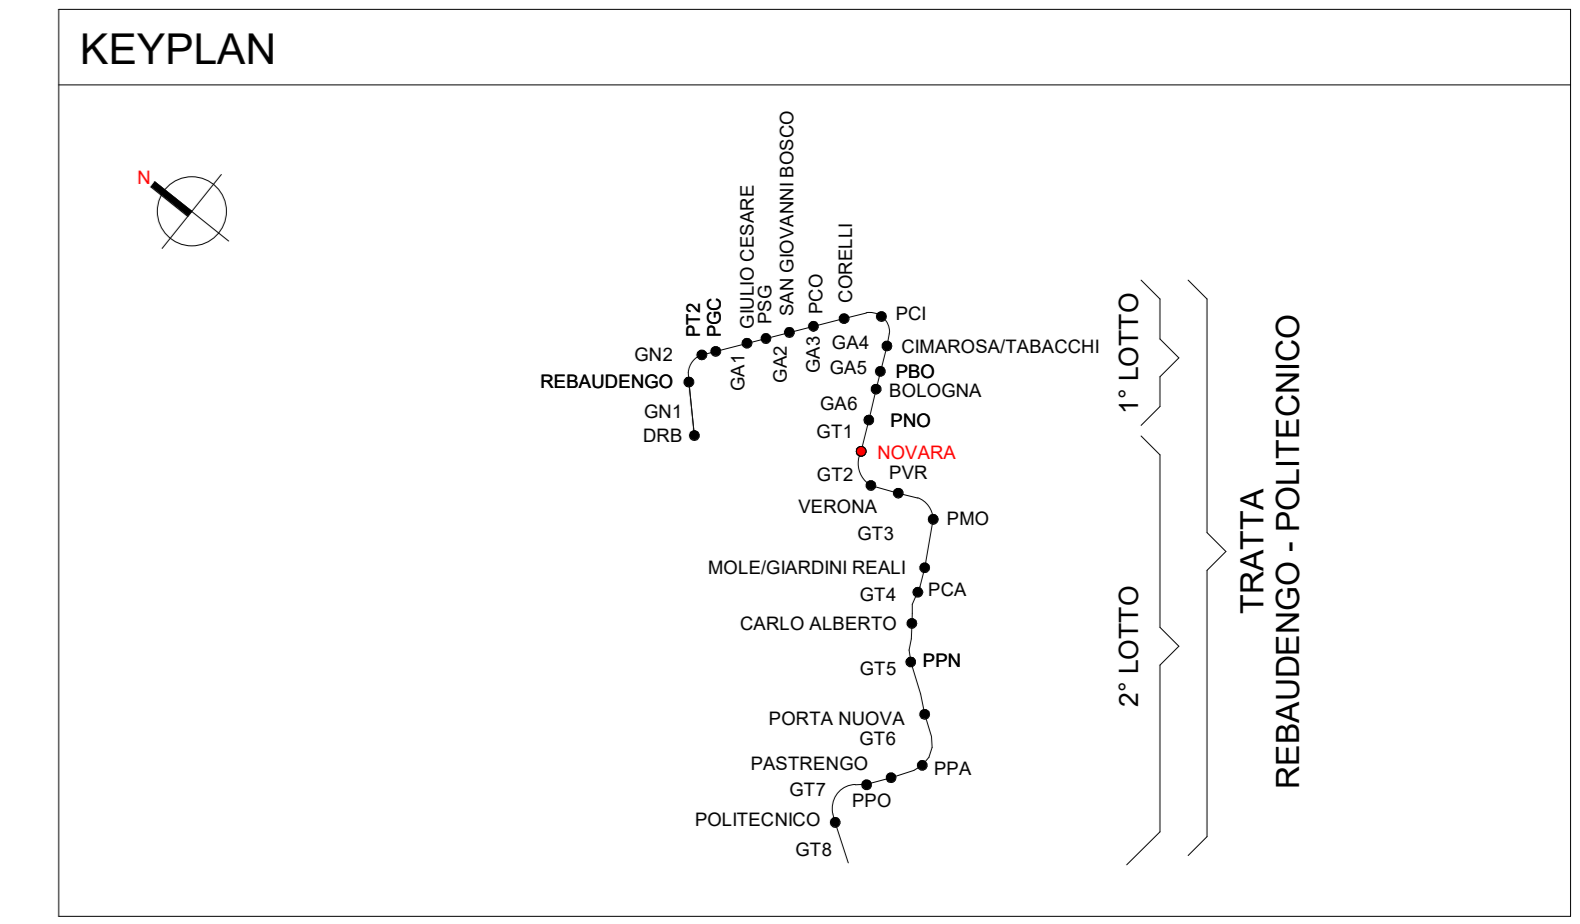 KEYPLAN
N
PT2
PGC
GIULIO CESARE
PSG
SAN GIOVANNI BOSCO
PCO
CORELLI
PCI
GN2
GA1
GA2
GA3
GA4
CIMAROSA/TABACCHI
REBAUDENGO
GA5
PBO
BOLOGNA
GN1
GA6
PNO
DRB
GT1
NOVARA
GT2
PVR
VERONA
PMO
GT3
MOLE/GIARDINI REALI
GT4
PCA
CARLO ALBERTO
GT5
PPN
PORTA NUOVA
GT6
PASTRENGO
PPA
GT7
PPO
POLITECNICO
GT8
1° LOTTO
2° LOTTO
TRATTA
REBAUDENGO - POLITECNICO